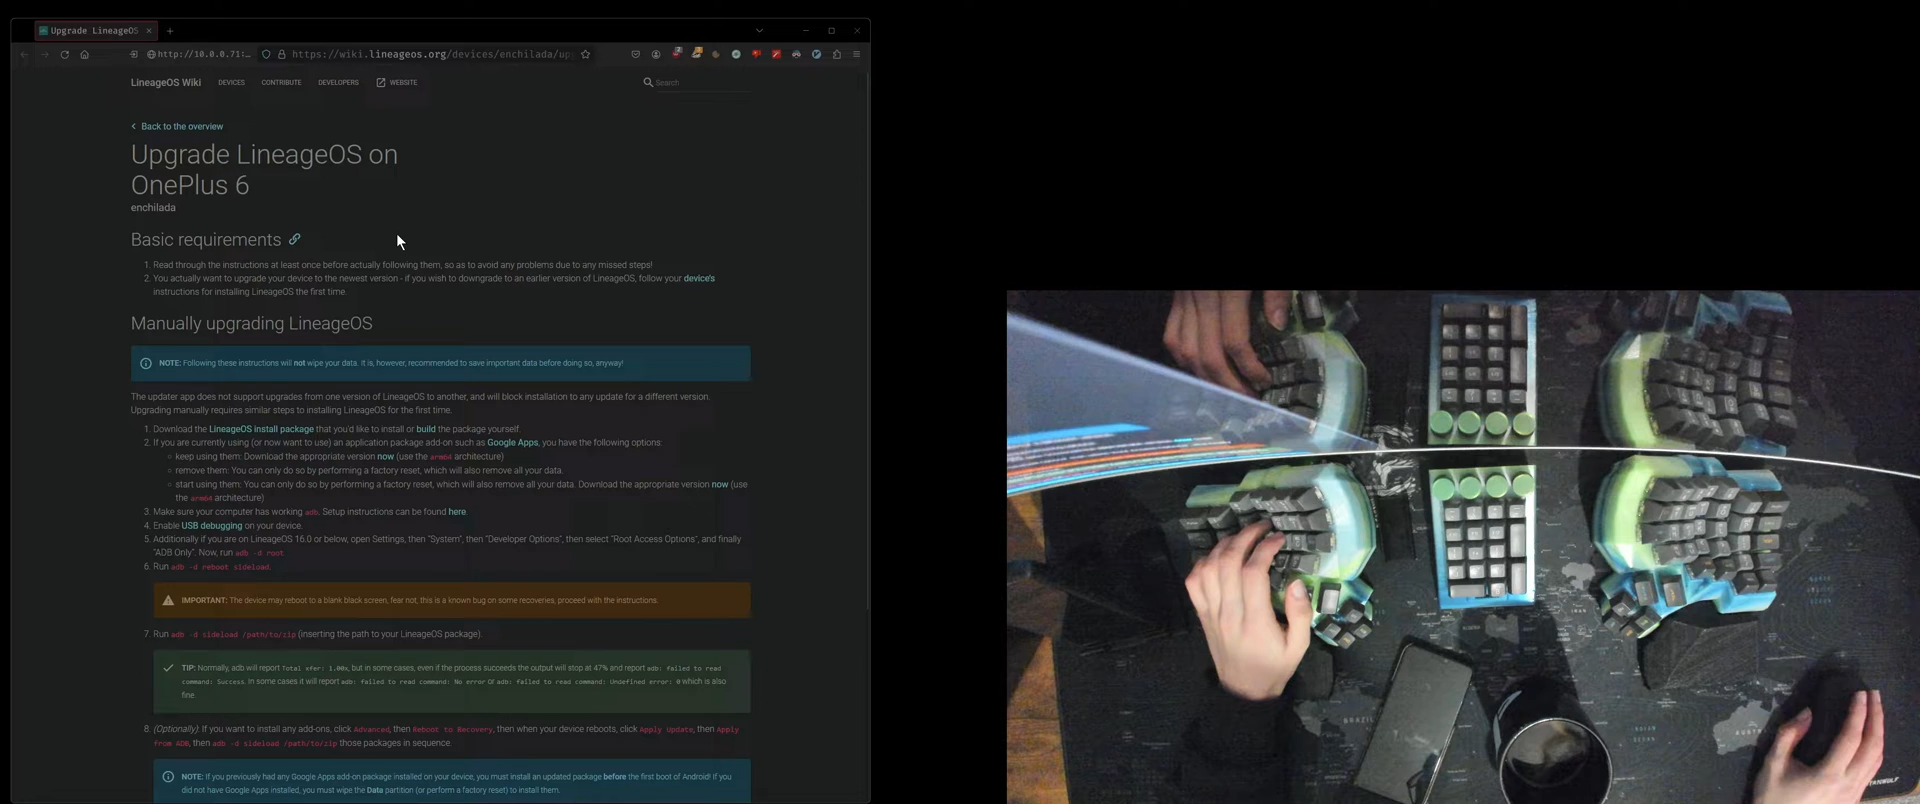 Upgrade LineageOS
http://10.0.0.71:...
https://wiki.lineageos.org/devices/enchilada/up
LineageOS Wiki
DEVICES
CONTRIBUTE
DEVELOPERS
WEBSITE
Search
Back to the overview
Upgrade LineageOS on
OnePlus 6
enchilada
Basic requirements
1. Read through the instructions at least once before actually following them, so as to avoid any problems due to any missed steps!
2. You actually want to upgrade your device to the newest version - if you wish to downgrade to an earlier version of LineageOS, follow your device's
instructions for installing LineageOS the first time.
Manually upgrading LineageOS
NOTE: Following these instructions will not wipe your data. it is, however, recommended to save important data before doing so, anyway!
The updater app does not support upgrades from one version of LineageOS to another, and will block installation to any update for a different version.
Upgrading manually requires similar steps to installing LineageOS for the first time.
1. Download the LineageOS install package that you'd like to install or build the package yourself.
2. If you are currently using (or now want to use) an application package add-on such as Google Apps, you have the following options:
keep using them: Download the appropriate version now (use the arm64 architecture)
remove them: You can only do so by performing a factory reset, which will also remove all your data.
start using them: You can only do so by performing a factory reset, which will also remove all your data. Download the appropriate version now (use
the arm64 architecture)
3. Make sure your computer has working adb. Setup instructions can be found here.
4. Enable USB debugging on your device.
5. Additionally if you are on LineageOS 16.0 or below, open Settings, then "System", then "Developer Options", then select "Root Access Options", and finally
"ADB Only". Now, run adb -d root
6. Run adb -d reboot sideload.
IMPORTANT: The device may reboot to a blank black screen, fear not, this is a known bug on some recoveries, proceed with the instructions.
7. Run adb -d sideload /path/to/zip (inserting the path to your LineageOS package).
TIP: Normally, adb will report Total xfer: 1.00x, but in some cases, even if the process succeeds the output will stop at 47% and report adb: failed to read
command: Success. In some cases it will report adb: failed to read command: No error or adb: failed to read command: Undefined error: 0 which is also
fine.
8. (Optionally): If you want to install any add-ons, click Advanced, then Reboot to Recovery, then when your device reboots, click Apply Update, then Apply
from ADB, then adb -d sideload /path/to/zip those packages in sequence.
NOTE: If you previously had any Google Apps add-on package installed on your device, you must install an updated package before the first boot of Android! If you
did not have Google Apps installed, you must wipe the Data partition (or perform a factory reset) to install them.
BRAZIL